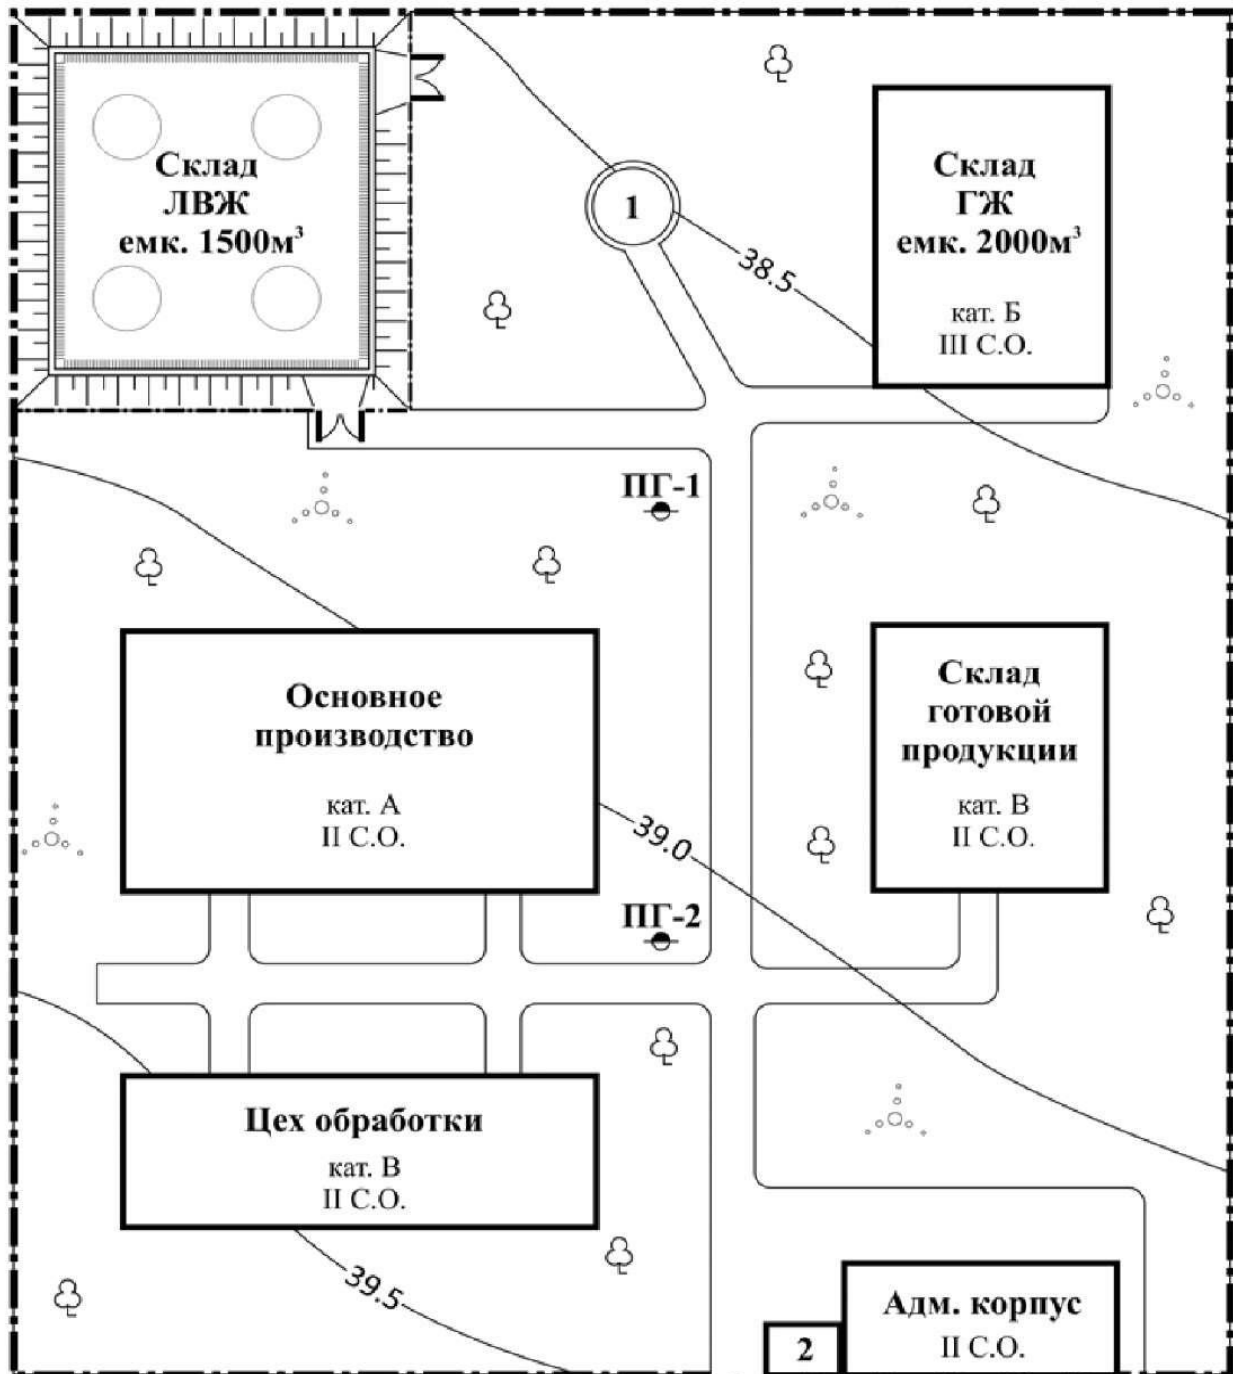 Склад
ЛВЖ
емк. 1500м³
1
Склад
ГЖ
емк. 2000м³
кат. Б
III С.О.
38.5
ПГ-1
Основное
производство
кат. А
II С.О.
Склад
готовой
продукции
кат. В
II С.О.
39.0
ПГ-2
Цех обработки
кат. В
II С.О.
39.5
Адм. корпус
II С.О.
2